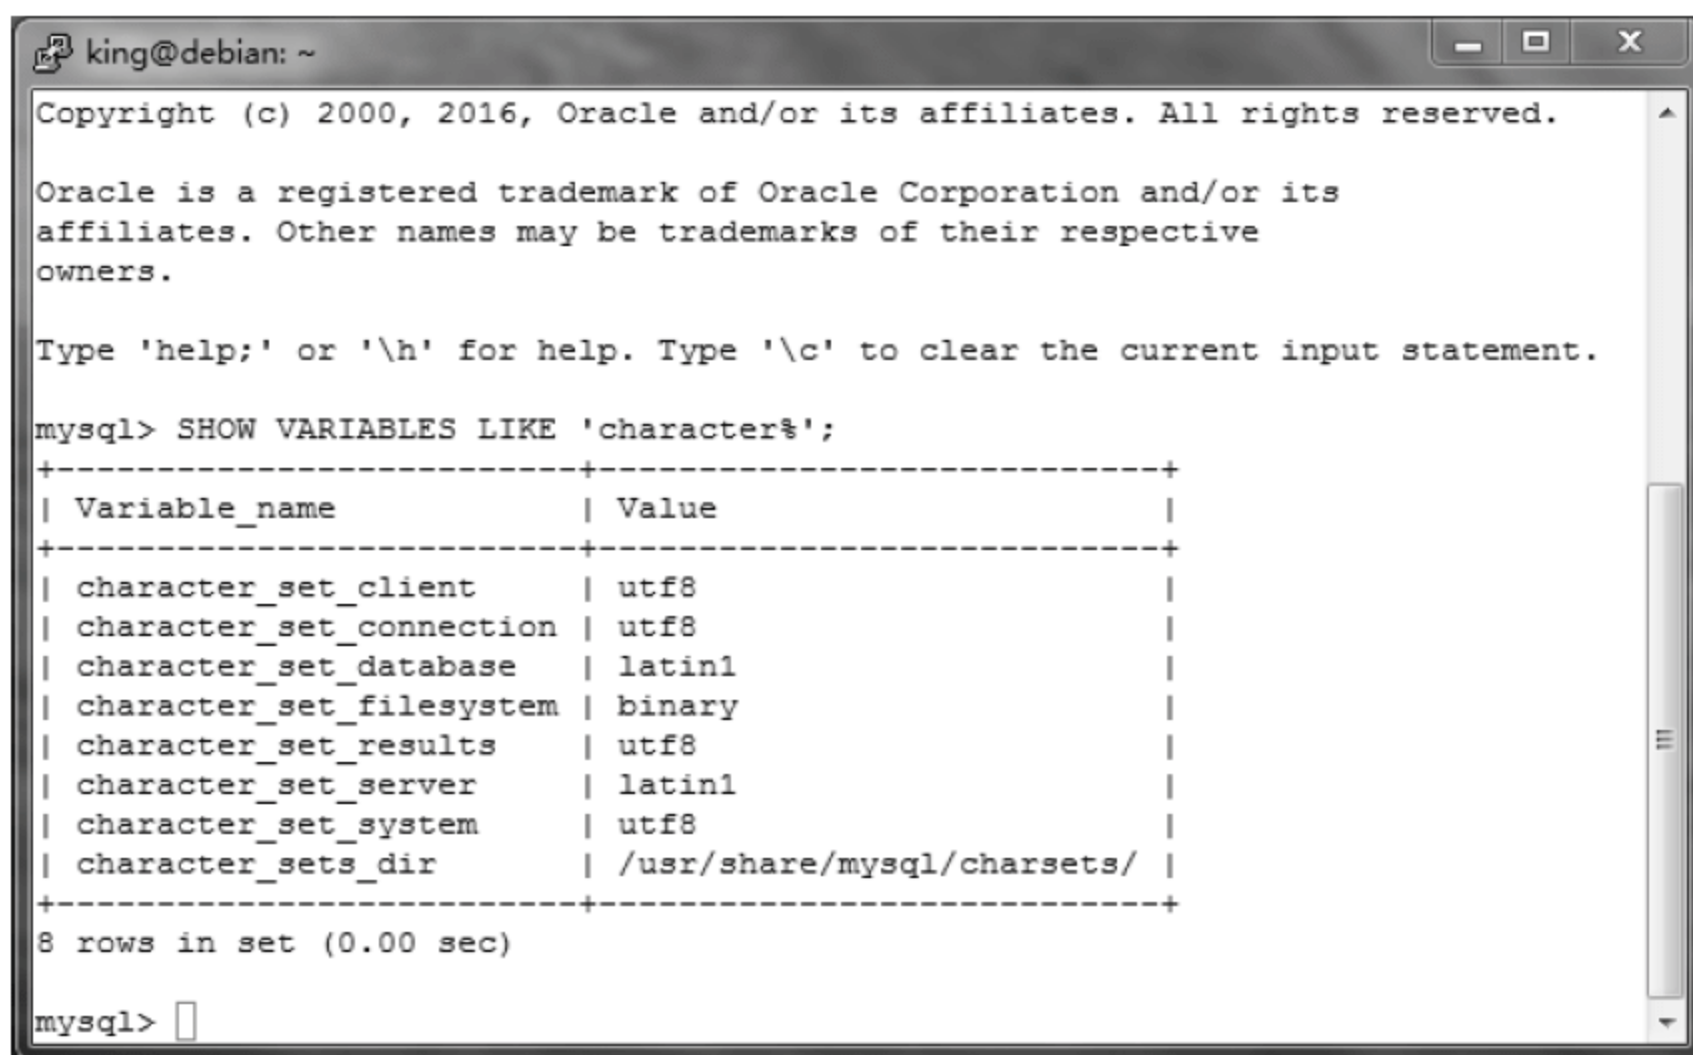 king@debian: ~
Copyright (c) 2000, 2016, Oracle and/or its affiliates. All rights reserved.
Oracle is a registered trademark of Oracle Corporation and/or its
affiliates. Other names may be trademarks of their respective
owners.
Type 'help;' or '\h' for help. Type '\c' to clear the current input statement.
mysql> SHOW VARIABLES LIKE 'character%';
+--------------------------+----------------------------+
| Variable_name            | Value                      |
+--------------------------+----------------------------+
| character_set_client     | utf8                       |
| character_set_connection | utf8                       |
| character_set_database   | latin1                     |
| character_set_filesystem | binary                     |
| character_set_results    | utf8                       |
| character_set_server     | latin1                     |
| character_set_system     | utf8                       |
| character_sets_dir       | /usr/share/mysql/charsets/ |
+--------------------------+----------------------------+
8 rows in set (0.00 sec)
mysql>